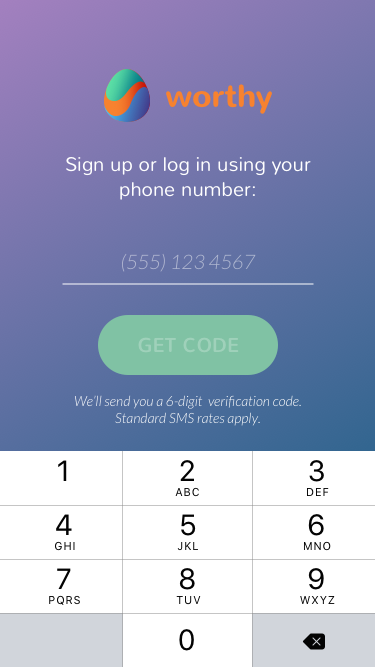 worthy
Sign up or log in using your
phone number:
(555) 123 4567
GET CODE
We'll send you a 6-digit verification code.
Standard SMS rates apply.
1 2 3
ABC DEF
4 5 6
GHI JKL MNO
7 8 9
PQRS TUV WXYZ
0